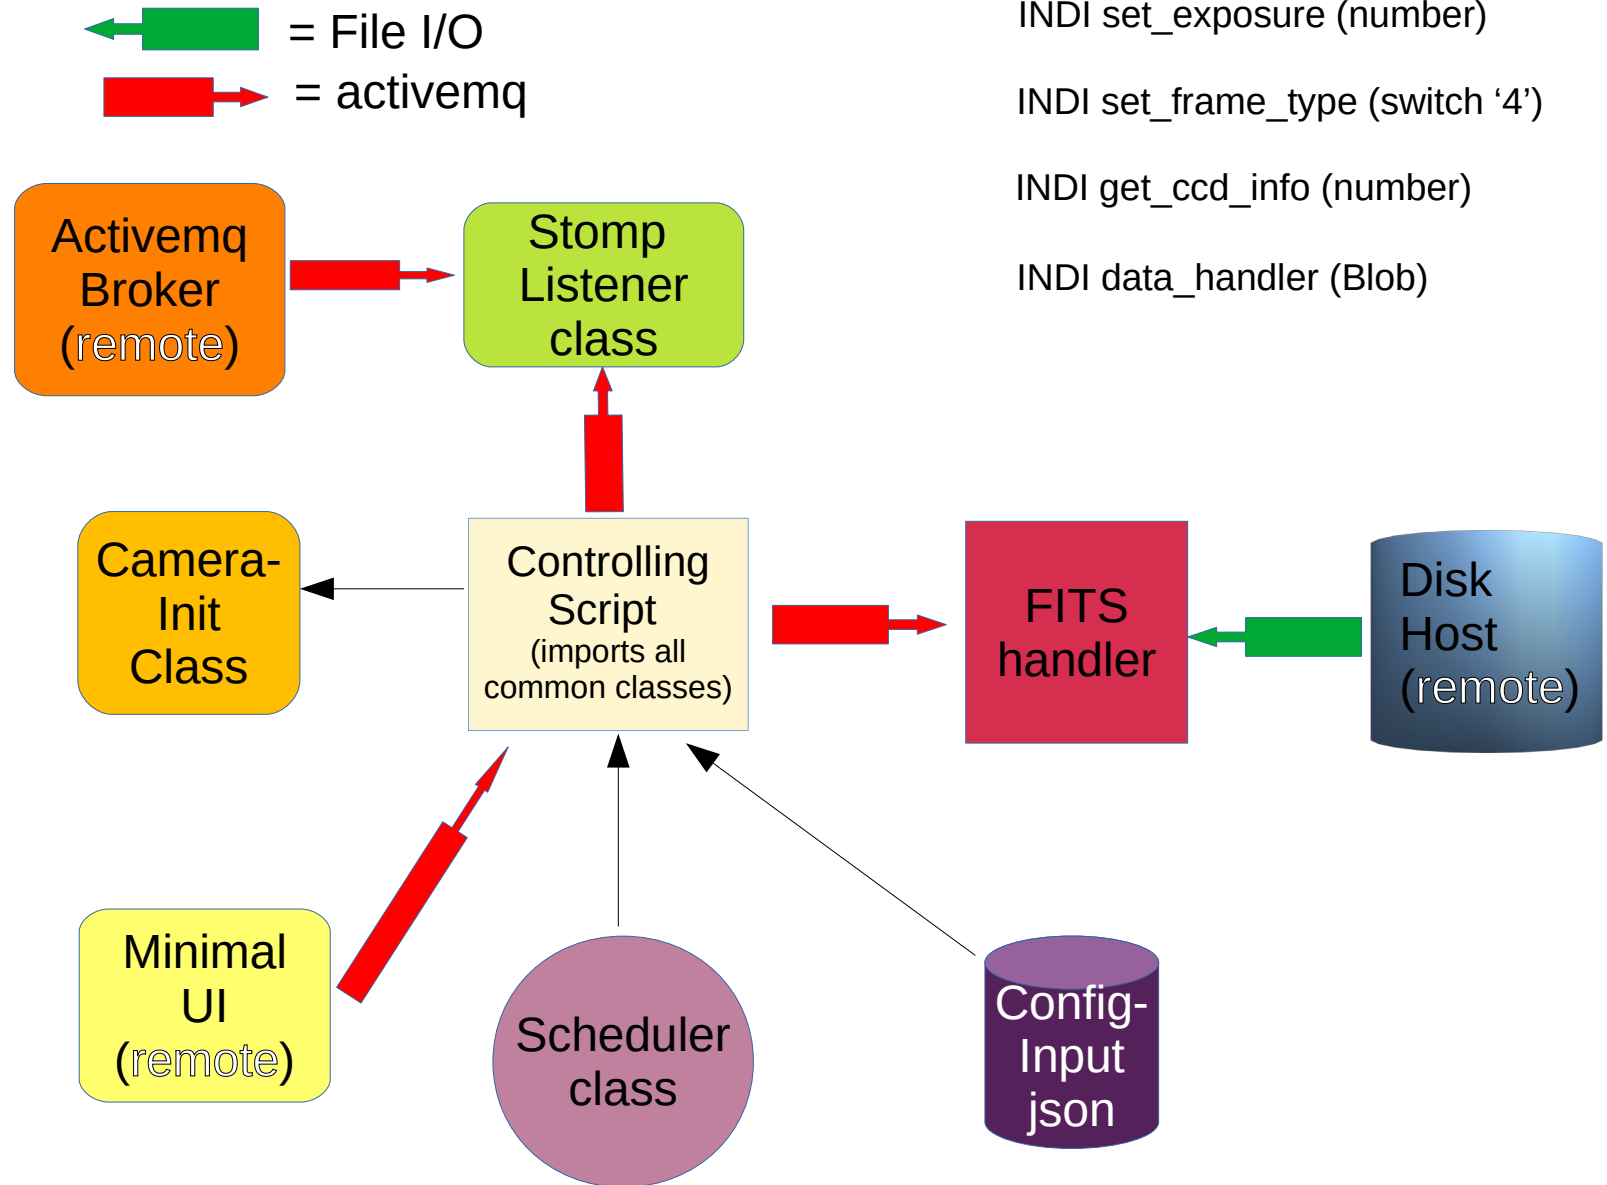 = File I/O
= activemq
INDI set_exposure (number)
INDI set_frame_type (switch ‘4’)
INDI get_ccd_info (number)
INDI data_handler (Blob)
Activemq
Broker
(remote)
Stomp
Listener
class
Camera-
Init
Class
Controlling
Script
(imports all
common classes)
FITS
handler
Disk
Host
(remote)
Minimal
UI
(remote)
Scheduler
class
Config-
Input
json